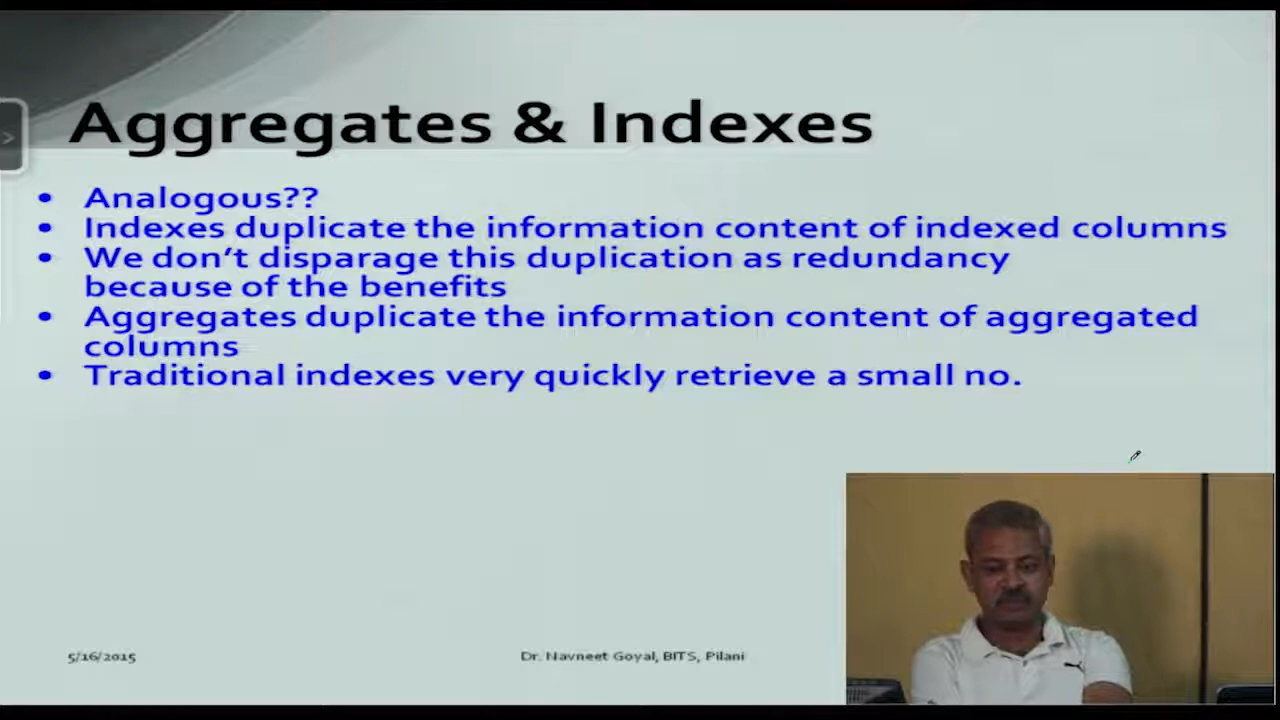 Aggregates & Indexes
• Analogous??
• Indexes duplicate the information content of indexed columns
• We don't disparage this duplication as redundancy
because of the benefits
• Aggregates duplicate the information content of aggregated
columns
• Traditional indexes very quickly retrieve a small no.
5/16/2015
Dr. Navneet Goyal, BITS, Pilani